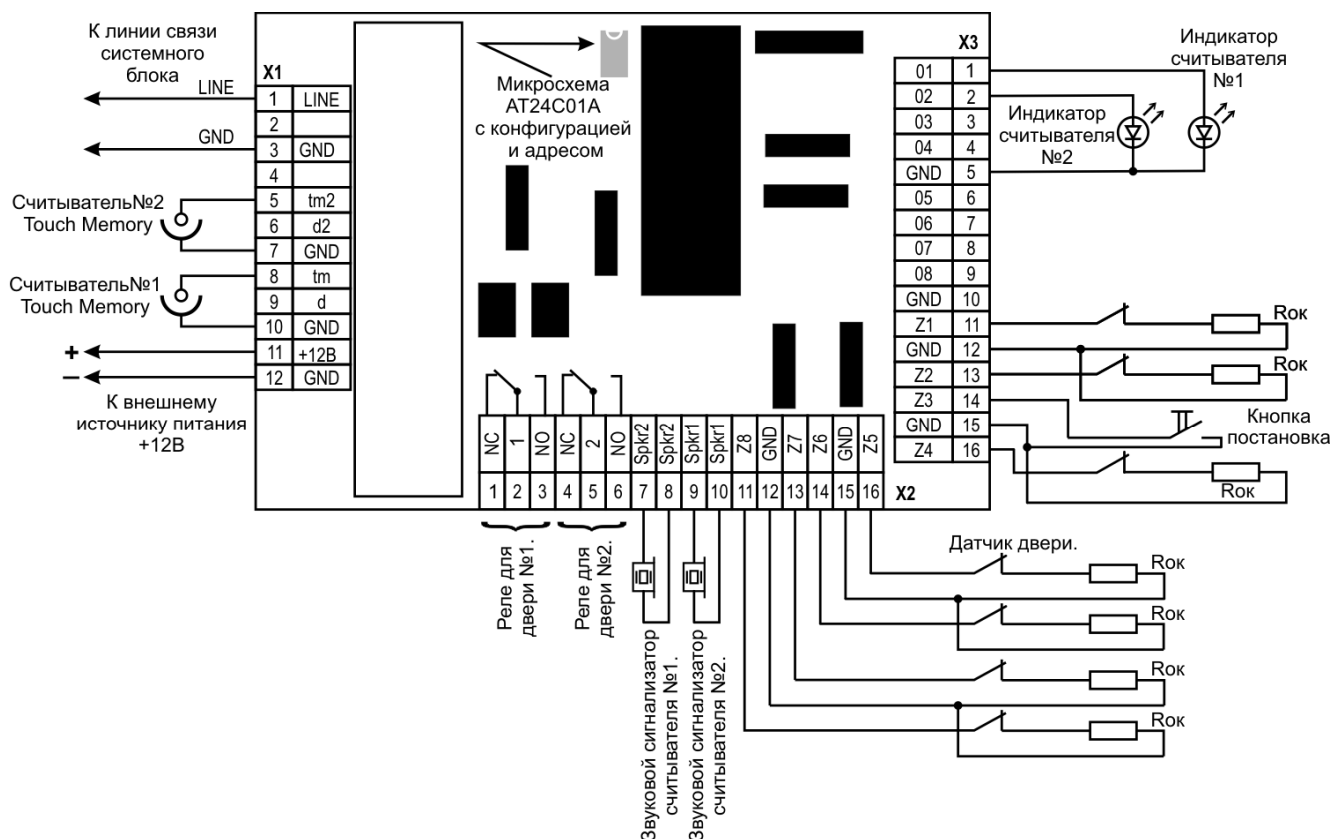 К линии связи
системного
блока
LINE
GND
X1
1 LINE
2
3 GND
4
5 tm2
6 d2
7 GND
8 tm
9 d
10 GND
11 +12В
12 GND
Считыватель№2
Touch Memory
Считыватель№1
Touch Memory
+
−
К внешнему
источнику питания
+12В
Микросхема
AT24C01A
с конфигурацией
и адресом
X3
01 1
02 2
03 3
04 4
GND 5
05 6
06 7
07 8
08 9
GND 10
Z1 11
GND 12
Z2 13
Z3 14
GND 15
Z4 16
Индикатор
считывателя
№1
Индикатор
считывателя
№2
Rок
Rок
Кнопка
постановка
Rок
NC 1 NO NC 2 NO Spkr2 Spkr2 Spkr1 Spkr1 Z8 GND Z7 Z6 GND Z5
1 2 3 4 5 6 7 8 9 10 11 12 13 14 15 16
X2
Реле для
двери №1.
Реле для
двери №2.
Звуковой сигнализатор
считывателя №1.
Звуковой сигнализатор
считывателя №2.
Датчик двери.
Rок
Rок
Rок
Rок